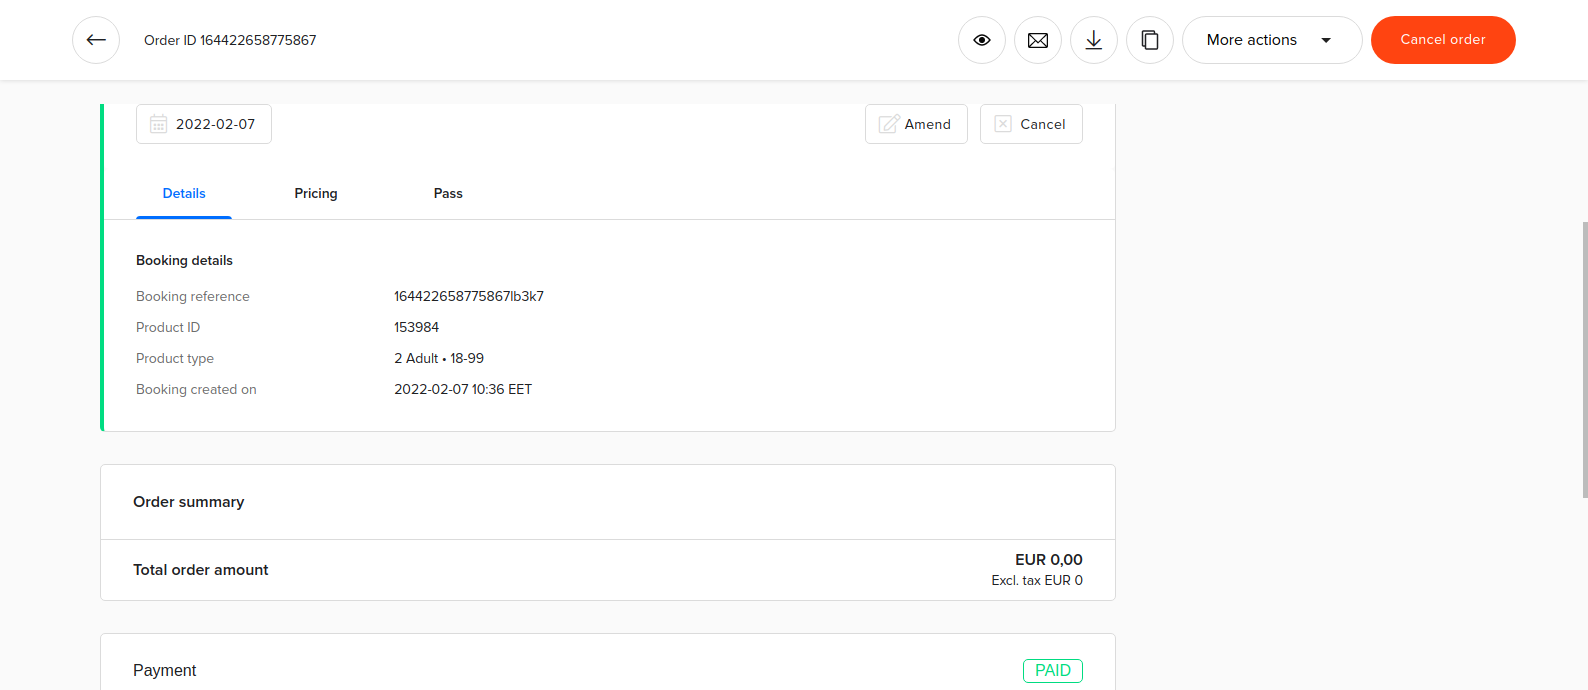 Order ID 164422658775867
More actions
Cancel order
2022-02-07
Amend
Cancel
Details Pricing Pass
Booking details
Booking reference 164422658775867lb3k7
Product ID 153984
Product type 2 Adult • 18-99
Booking created on 2022-02-07 10:36 EET
Order summary
Total order amount EUR 0,00
Excl. tax EUR 0
Payment PAID